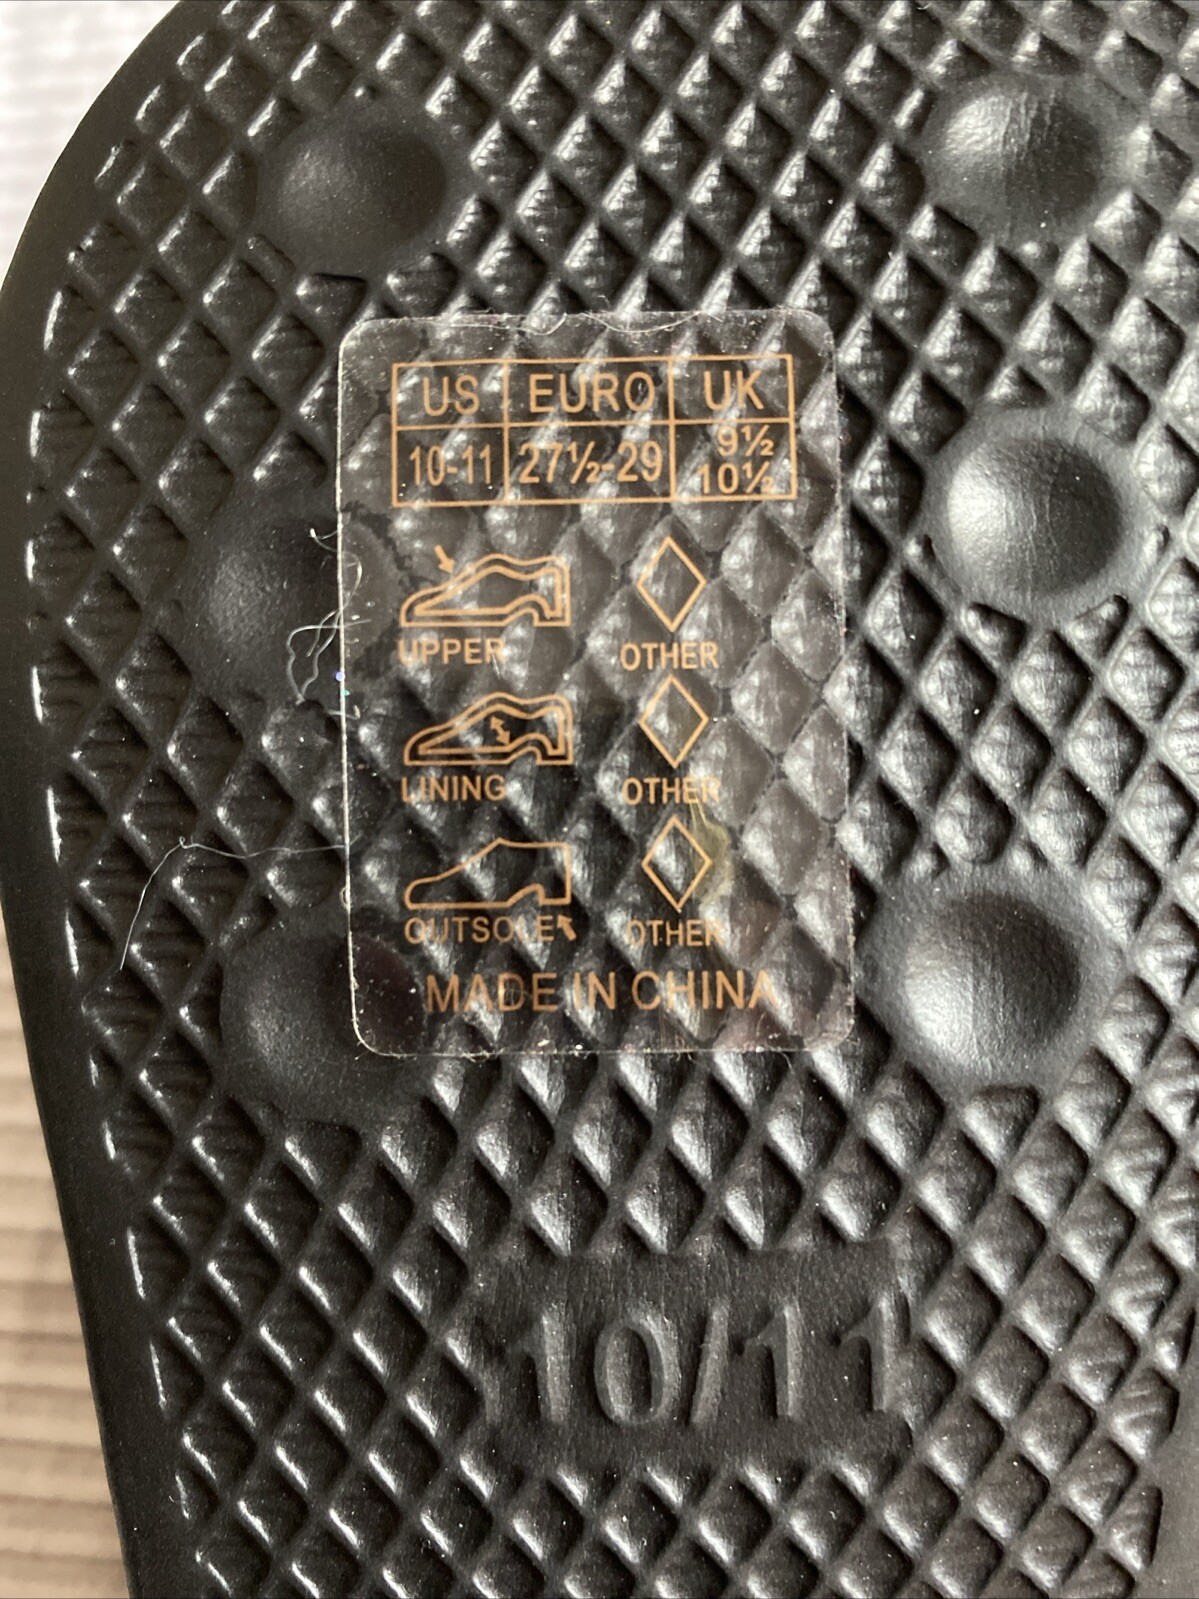 US EURO UK
10-11 27½-29 9½ 10½
UPPER OTHER
LINING OTHER
OUTSOLE OTHER
MADE IN CHINA
10/11